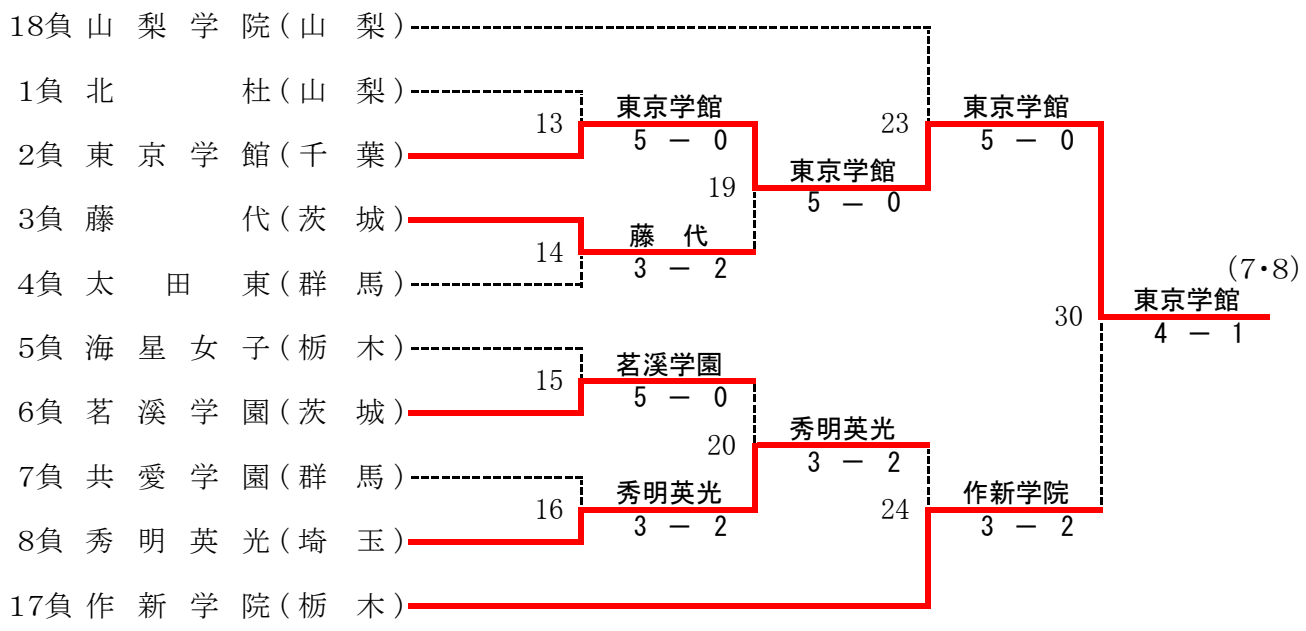 18負 山梨学院(山梨)
1負 北杜(山梨)
東京学館
東京学館
13
23
5 － 0
5 － 0
2負 東京学館(千葉)
東京学館
19
5 － 0
3負 藤代(茨城)
藤代
14
3 － 2
4負 太田東(群馬)
(7・8)
東京学館
30
4 － 1
5負 海星女子(栃木)
茗溪学園
15
5 － 0
6負 茗溪学園(茨城)
秀明英光
20
3 － 2
7負 共愛学園(群馬)
秀明英光
作新学院
16
24
3 － 2
3 － 2
8負 秀明英光(埼玉)
17負 作新学院(栃木)